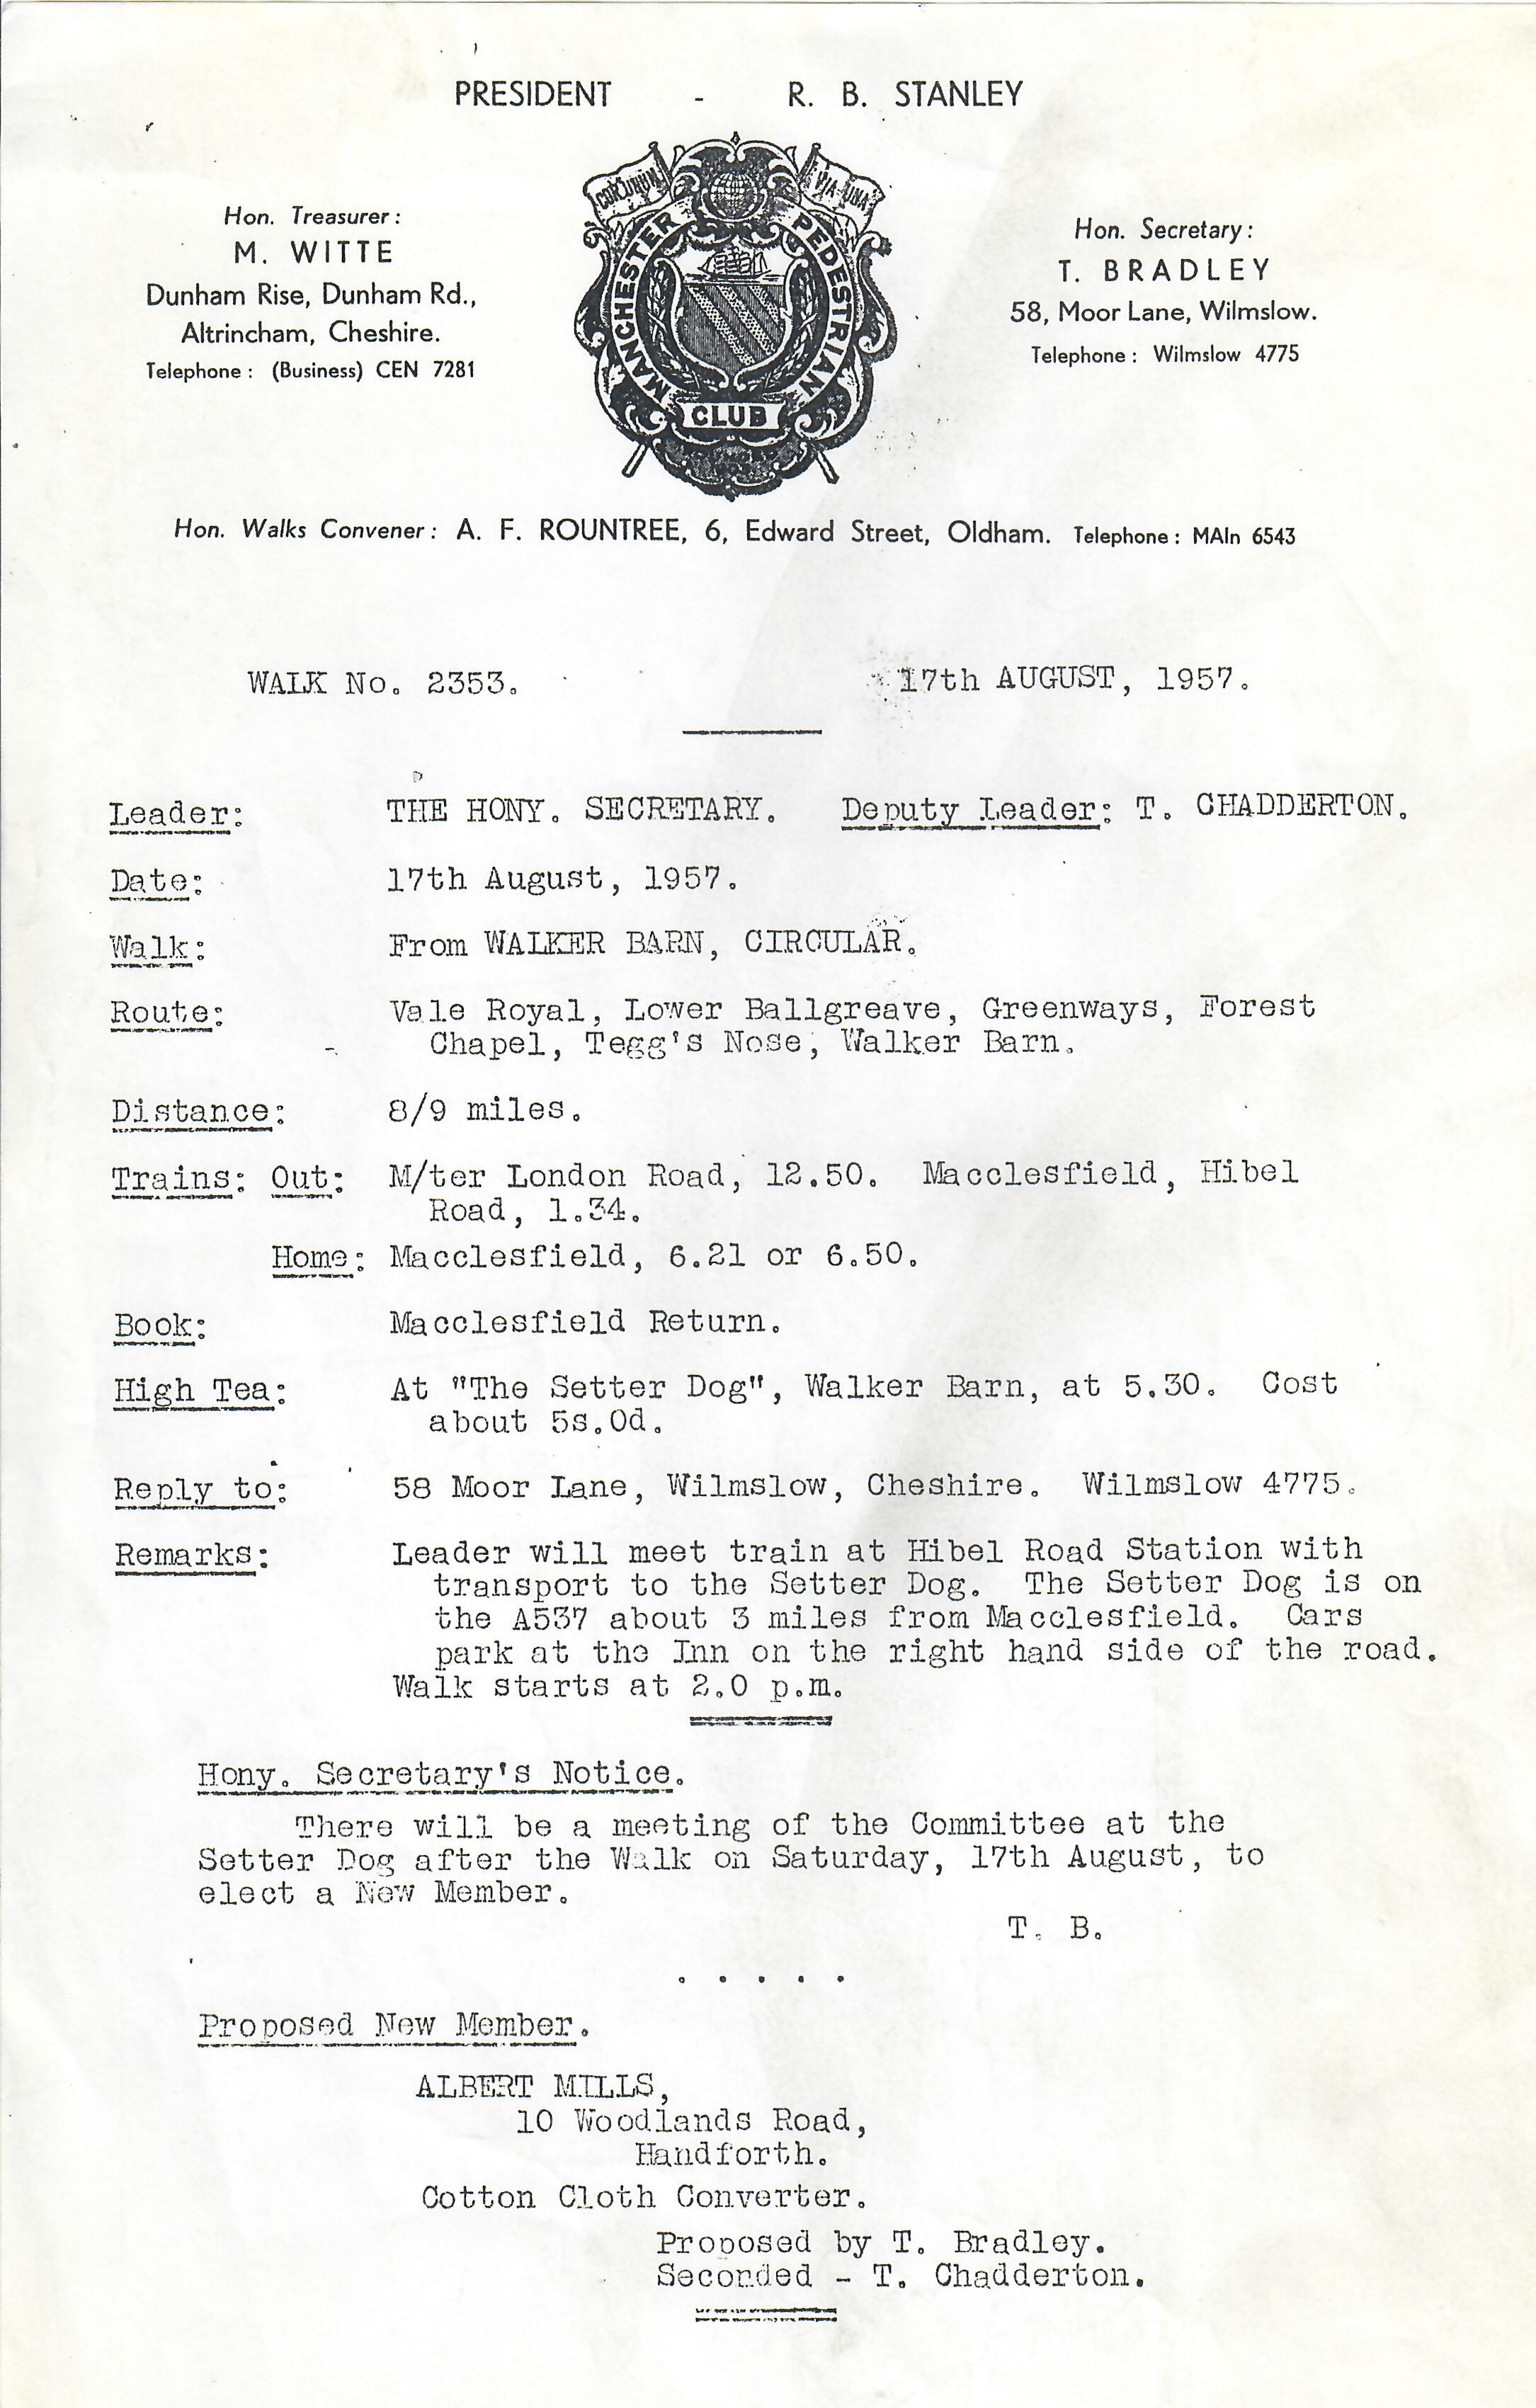 PRESIDENT - R. B. STANLEY
COR UNUM
VIA UNA
MANCHESTER PEDESTRIAN
CLUB
Hon. Treasurer:
M. WITTE
Dunham Rise, Dunham Rd.,
Altrincham, Cheshire.
Telephone: (Business) CEN 7281
Hon. Secretary:
T. BRADLEY
58, Moor Lane, Wilmslow.
Telephone: Wilmslow 4775
Hon. Walks Convener: A. F. ROUNTREE, 6, Edward Street, Oldham. Telephone: MAIn 6543
WALK No. 2353. 17th AUGUST, 1957.
Leader: THE HONY. SECRETARY. Deputy Leader: T. CHADDERTON.
Date: 17th August, 1957.
Walk: From WALKER BARN, CIRCULAR.
Route: Vale Royal, Lower Ballgreave, Greenways, Forest
Chapel, Tegg's Nose, Walker Barn.
Distance: 8/9 miles.
Trains: Out: M/ter London Road, 12.50. Macclesfield, Hibel
Road, 1.34.
Home: Macclesfield, 6.21 or 6.50.
Book: Macclesfield Return.
High Tea: At "The Setter Dog", Walker Barn, at 5.30. Cost
about 5s.0d.
Reply to: 58 Moor Lane, Wilmslow, Cheshire. Wilmslow 4775.
Remarks: Leader will meet train at Hibel Road Station with
transport to the Setter Dog. The Setter Dog is on
the A537 about 3 miles from Macclesfield. Cars
park at the Inn on the right hand side of the road.
Walk starts at 2.0 p.m.
Hony. Secretary's Notice.
There will be a meeting of the Committee at the
Setter Dog after the Walk on Saturday, 17th August, to
elect a New Member.
T. B.
. . . . .
Proposed New Member.
ALBERT MILLS,
10 Woodlands Road,
Handforth.
Cotton Cloth Converter.
Proposed by T. Bradley.
Seconded - T. Chadderton.